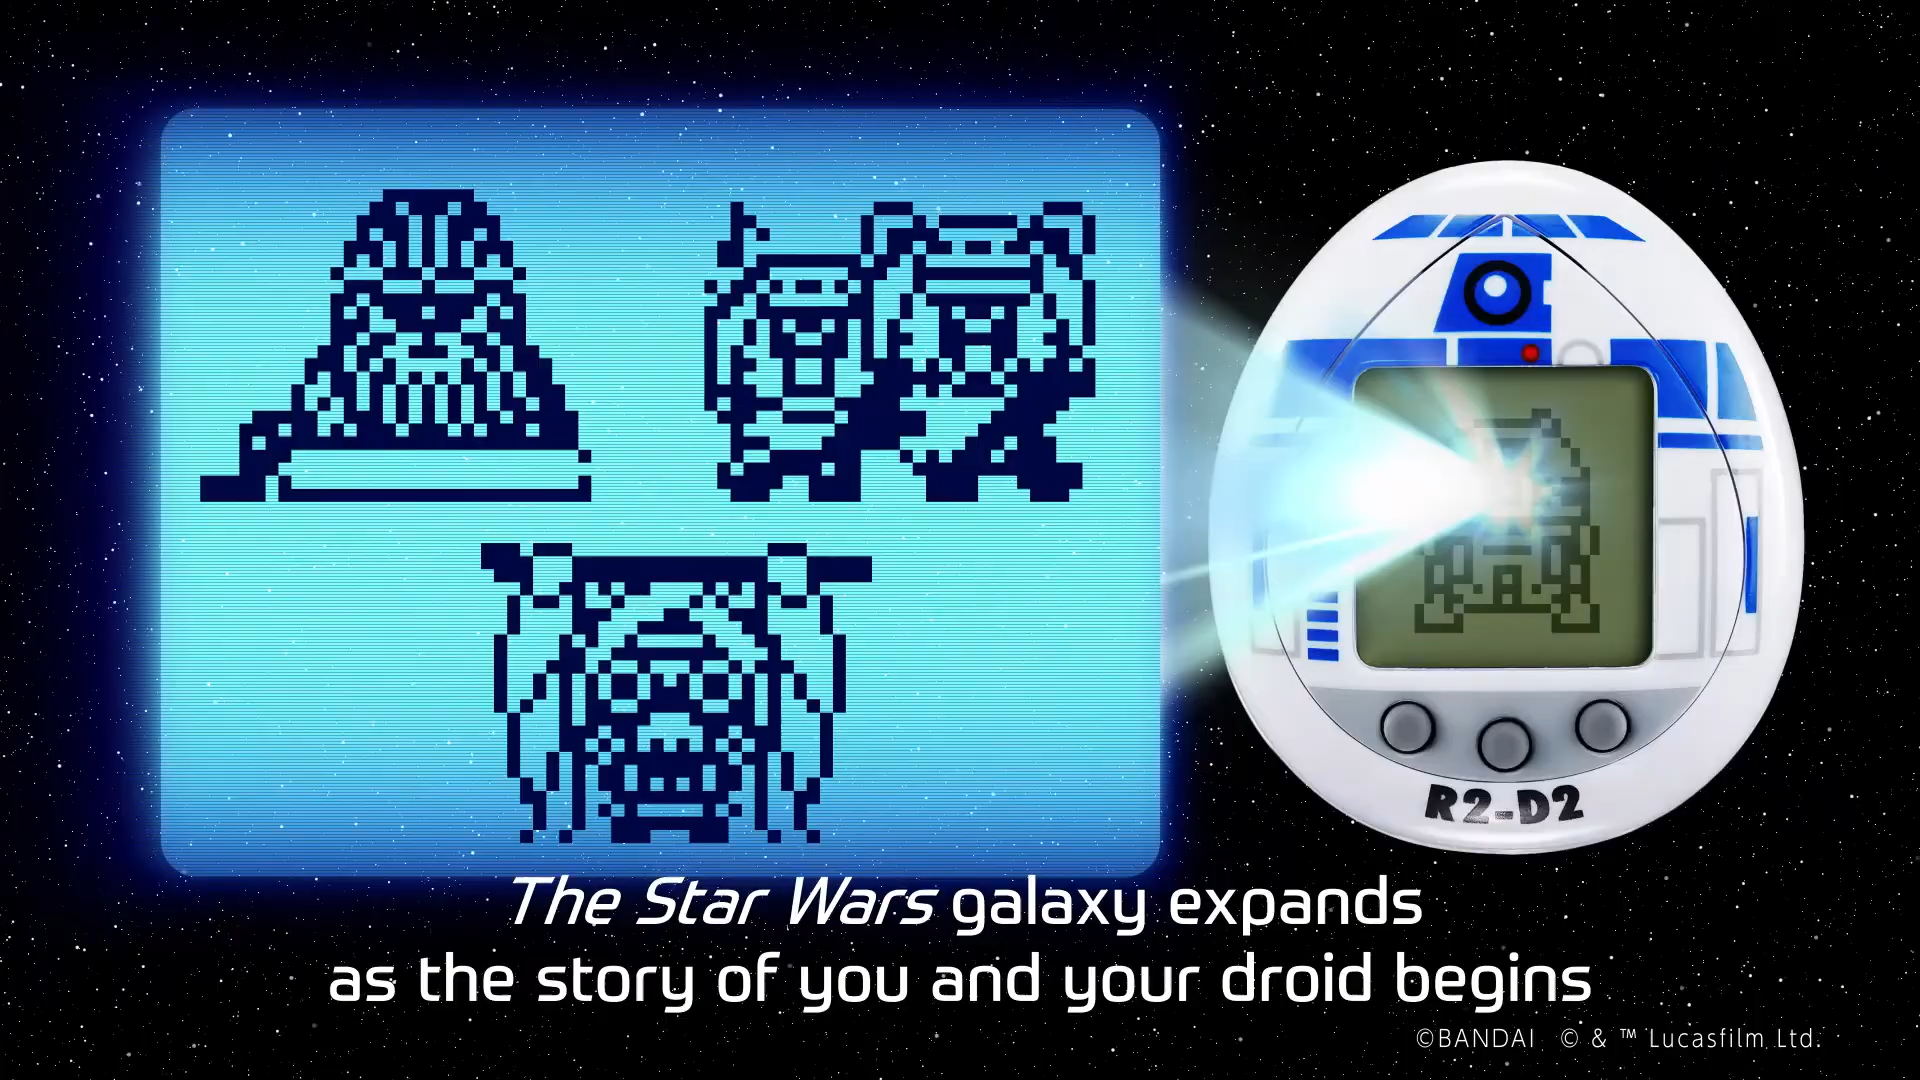 R2-D2
The Star Wars galaxy expands
as the story of you and your droid begins
©BANDAI © & ™ Lucasfilm Ltd.